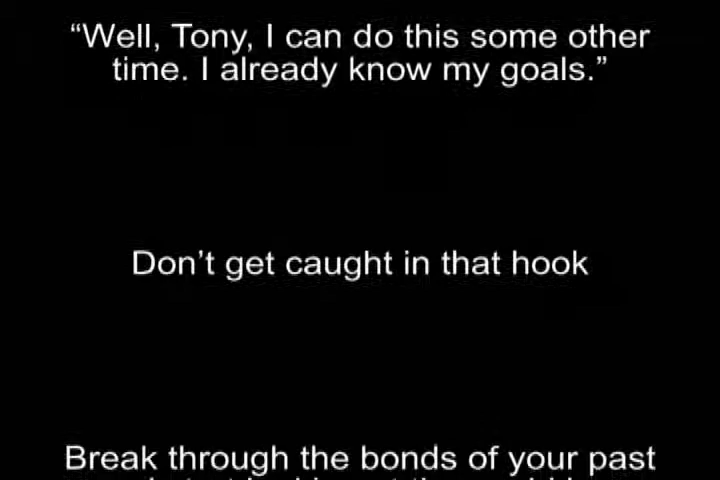 “Well, Tony, I can do this some other
time. I already know my goals.”
Don’t get caught in that hook
Break through the bonds of your past